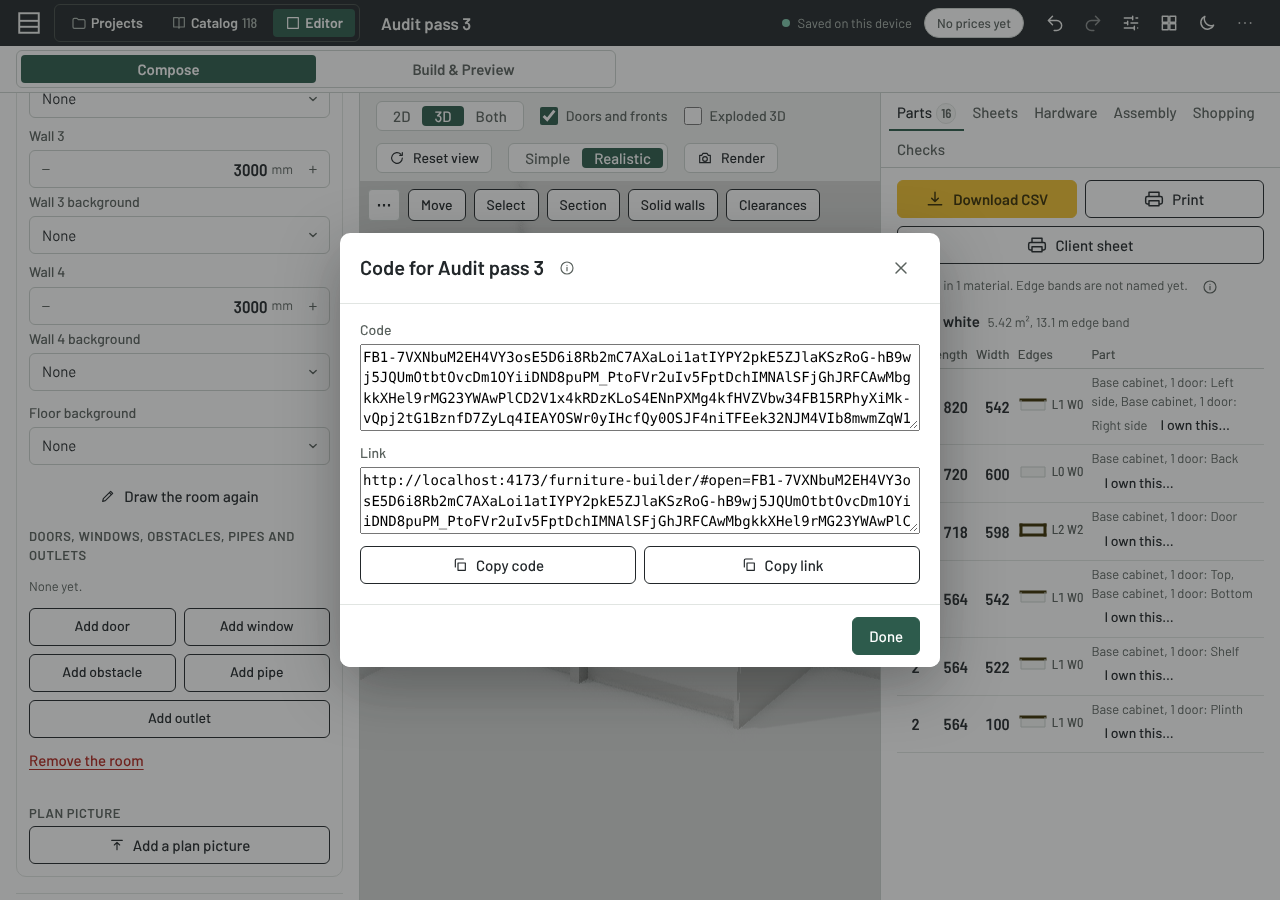 Projects
Catalog 118
Editor
Audit pass 3
Saved on this device
No prices yet
Compose
Build & Preview
None
Wall 3
3000 mm
Wall 3 background
None
Wall 4
3000 mm
Wall 4 background
None
Floor background
None
Draw the room again
DOORS, WINDOWS, OBSTACLES, PIPES AND
OUTLETS
None yet.
Add door
Add window
Add obstacle
Add pipe
Add outlet
Remove the room
PLAN PICTURE
Add a plan picture
2D
3D
Both
Doors and fronts
Exploded 3D
Reset view
Simple
Realistic
Render
Move
Select
Section
Solid walls
Clearances
Code for Audit pass 3
Code
FB1-7VXNbuM2EH4VY3osE5D6i8Rb2mC7AXaLoi1atIYPY2pkE5ZJlaKSzRoG-hB9w
j5JQUmOtbtOvcDm1OYiiDND8puPM_PtoFVr2uIv5FptDchIMNAlSFjGhJRFCAwMbg
kkXHel9rMG23YWAwPlCD2V1x4kRDzKLoS4ENnPXMg4kfHVZVbw34FB15RPhyXiMk-
vQpj2tG1BznfD7ZyLq4IEAYOSWr0yIHcfQy0OSJF4niTFEek32NJM4VIb8mwmZqW1
Link
http://localhost:4173/furniture-builder/#open=FB1-7VXNbuM2EH4VY3o
sE5D6i8Rb2mC7AXaLoi1atIYPY2pkE5ZJlaKSzRoG-hB9wj5JQUmOtbtOvcDm1OYi
iDND8puPM_PtoFVr2uIv5FptDchIMNAlSFjGhJRFCAwMbgkkXHel9rMG23YWAwPlC
Copy code
Copy link
Done
Parts 16
Sheets
Hardware
Assembly
Shopping
Checks
Download CSV
Print
Client sheet
in 1 material. Edge bands are not named yet.
white 5.42 m², 13.1 m edge band
Width Edges Part
820 542 L1 W0 Base cabinet, 1 door: Left
side, Base cabinet, 1 door:
Right side I own this...
720 600 L0 W0 Base cabinet, 1 door: Back
I own this...
718 598 L2 W2 Base cabinet, 1 door: Door
I own this...
564 542 L1 W0 Base cabinet, 1 door: Top,
Base cabinet, 1 door: Bottom
I own this...
2 564 522 L1 W0 Base cabinet, 1 door: Shelf
I own this...
2 564 100 L1 W0 Base cabinet, 1 door: Plinth
I own this...